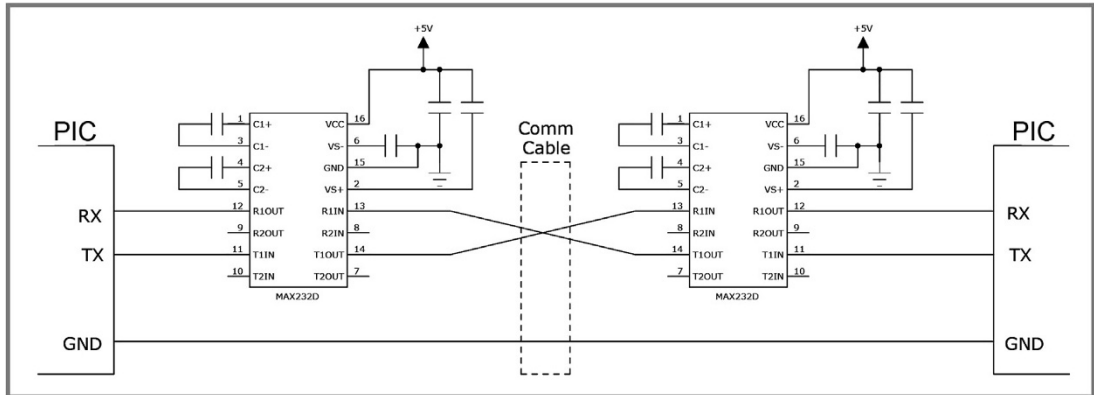 +5V
+5V
PIC
Comm
Cable
PIC
1 C1+ VCC 16
3 C1- VS- 6
4 C2+ GND 15
5 C2- VS+ 2
RX 12 R1OUT R1IN 13
9 R2OUT R2IN 8
TX 11 T1IN T1OUT 14
10 T2IN T2OUT 7
MAX232D
1 C1+ VCC 16
3 C1- VS- 6
4 C2+ GND 15
5 C2- VS+ 2
13 R1IN R1OUT 12 RX
8 R2IN R2OUT 9
14 T1OUT T1IN 11 TX
7 T2OUT T2IN 10
MAX232D
GND
GND